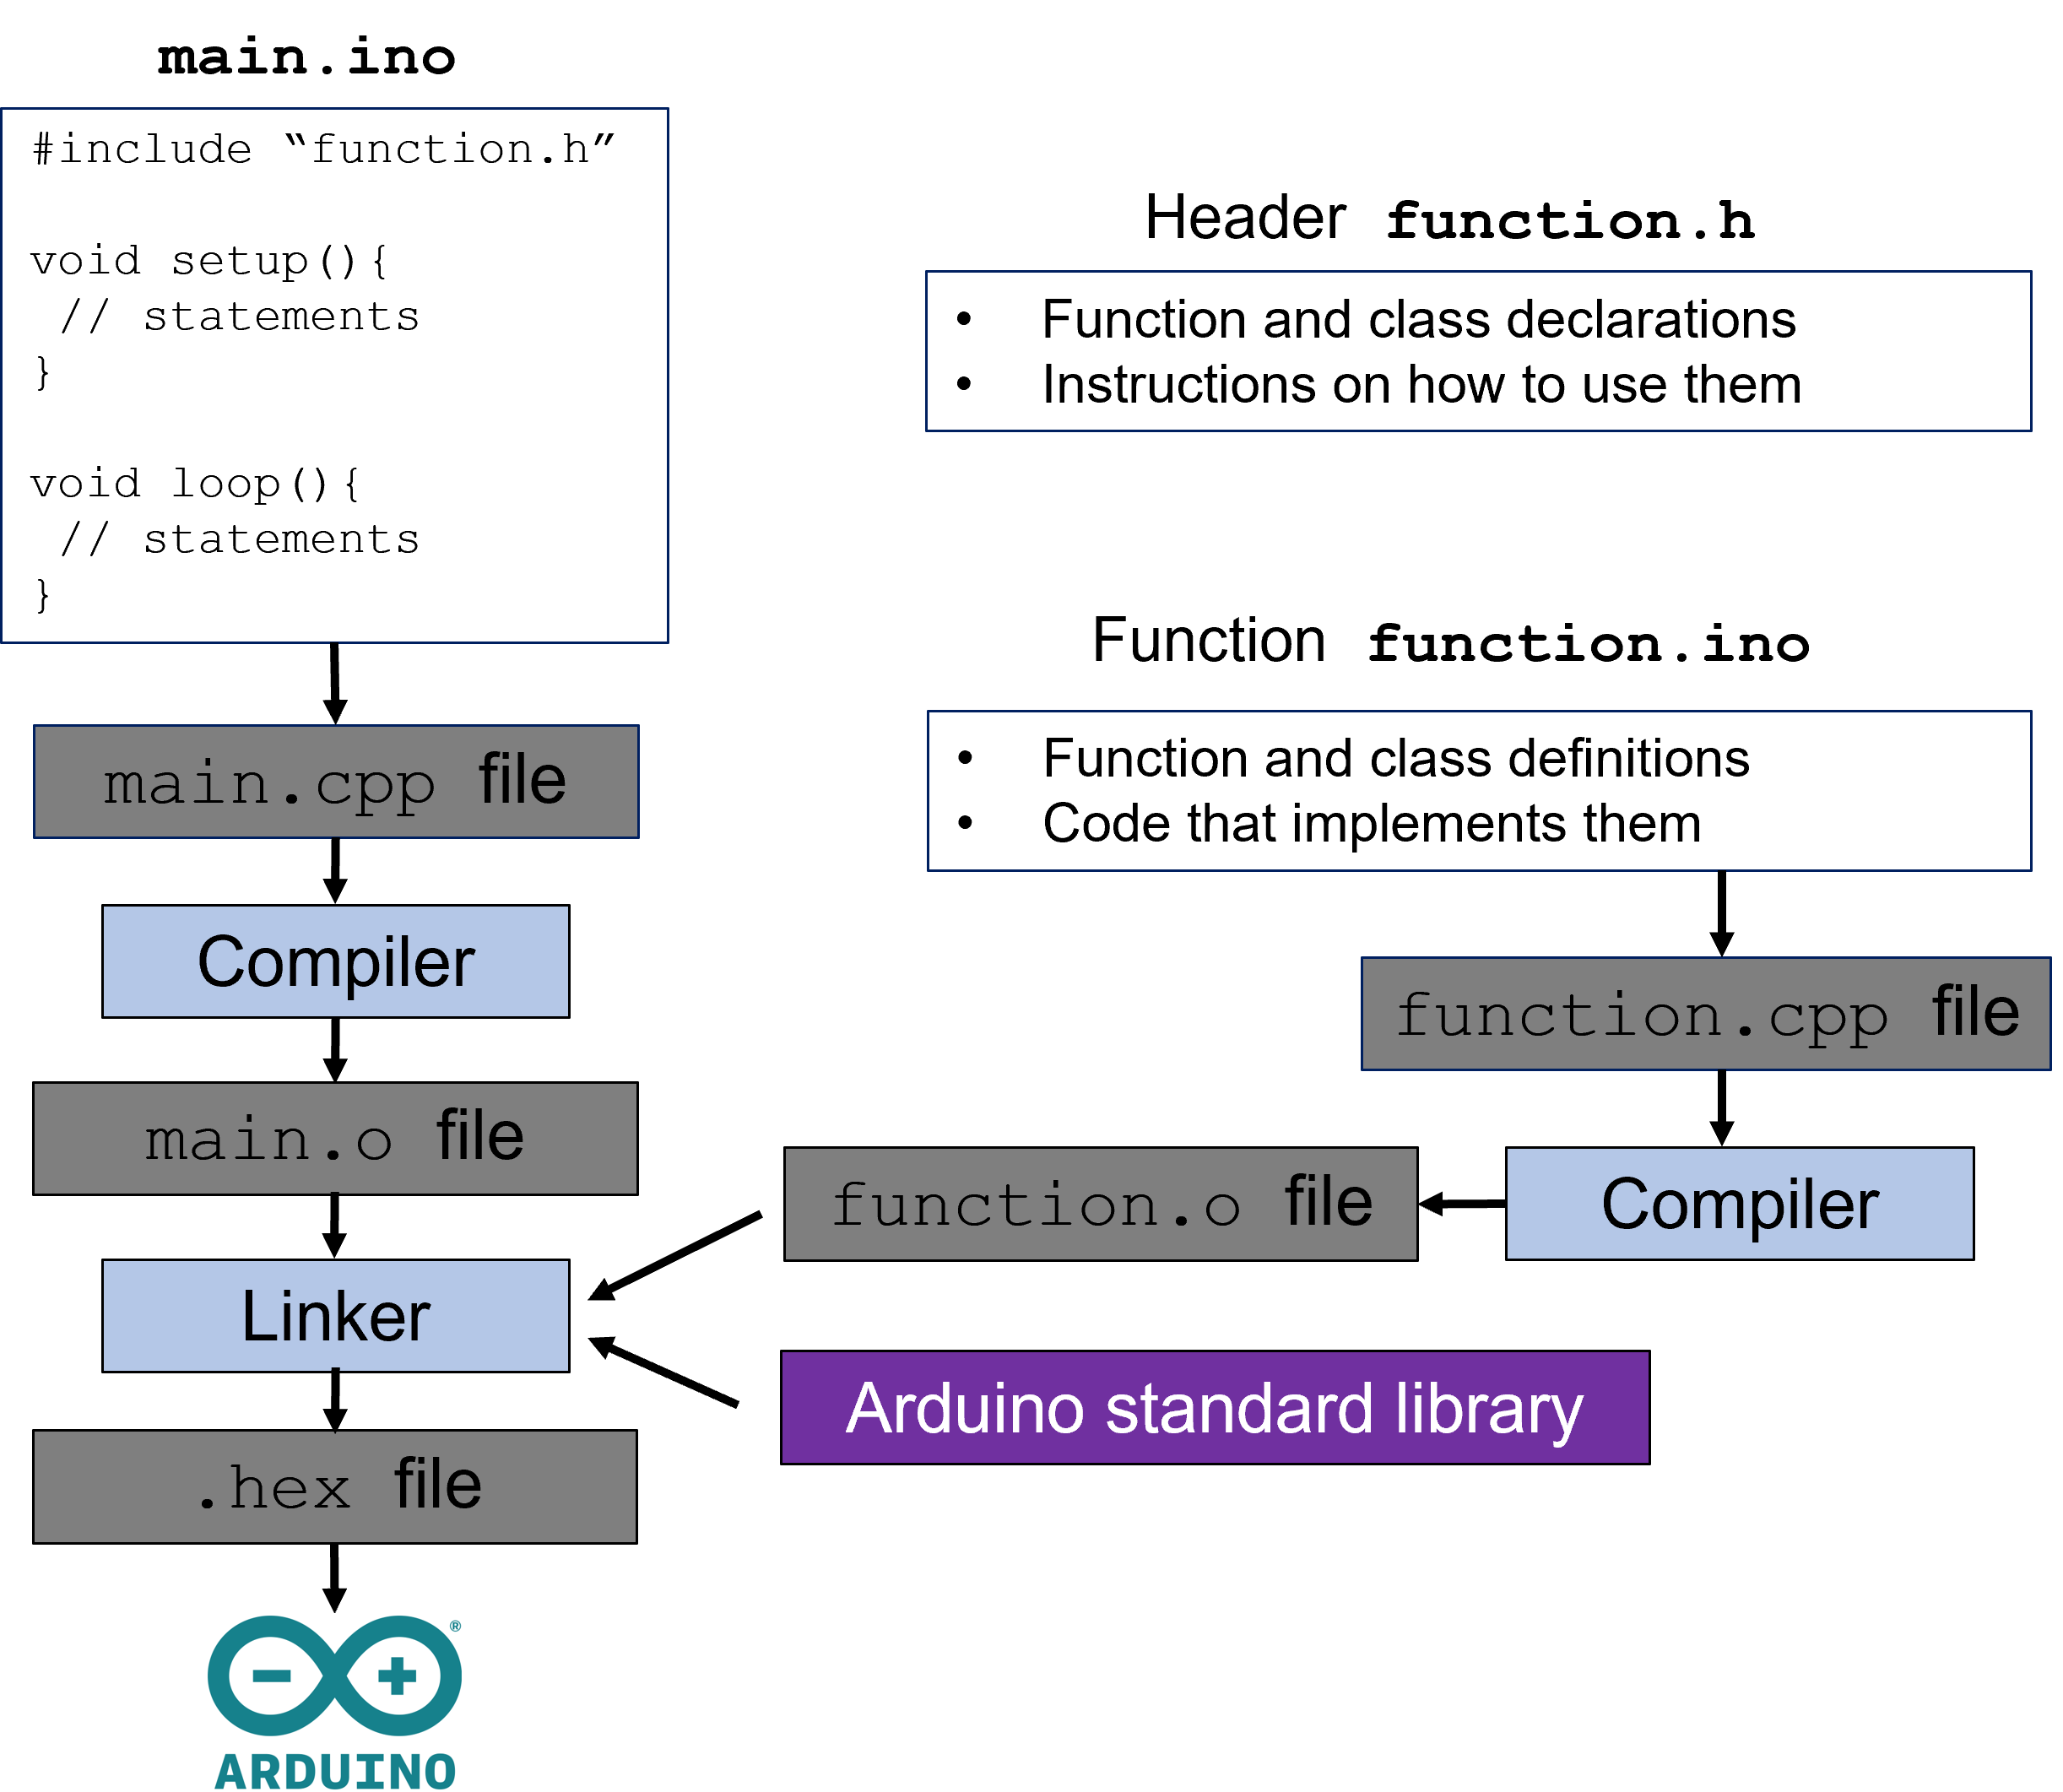 main.ino
#include “function.h”
void setup(){
// statements
}
void loop(){
// statements
}
main.cpp file
Compiler
main.o file
Linker
.hex file
®
ARDUINO
Header function.h
• Function and class declarations
• Instructions on how to use them
Function function.ino
• Function and class definitions
• Code that implements them
function.cpp file
Compiler
function.o file
Arduino standard library